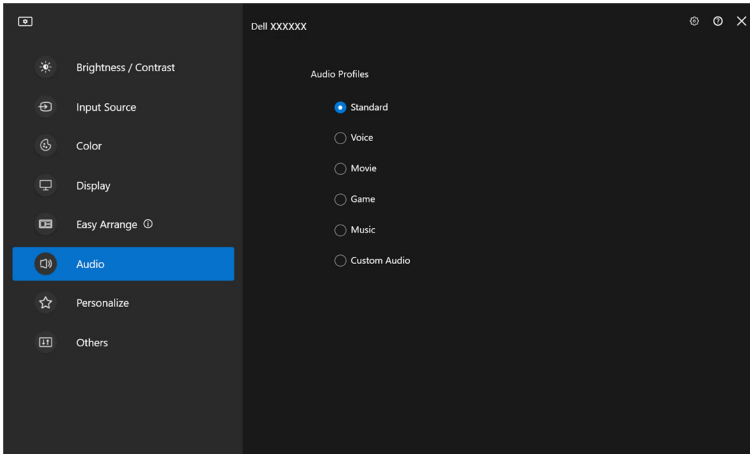 Dell XXXXXX
Brightness / Contrast
Input Source
Color
Display
Easy Arrange
Audio
Personalize
Others
Audio Profiles
Standard
Voice
Movie
Game
Music
Custom Audio